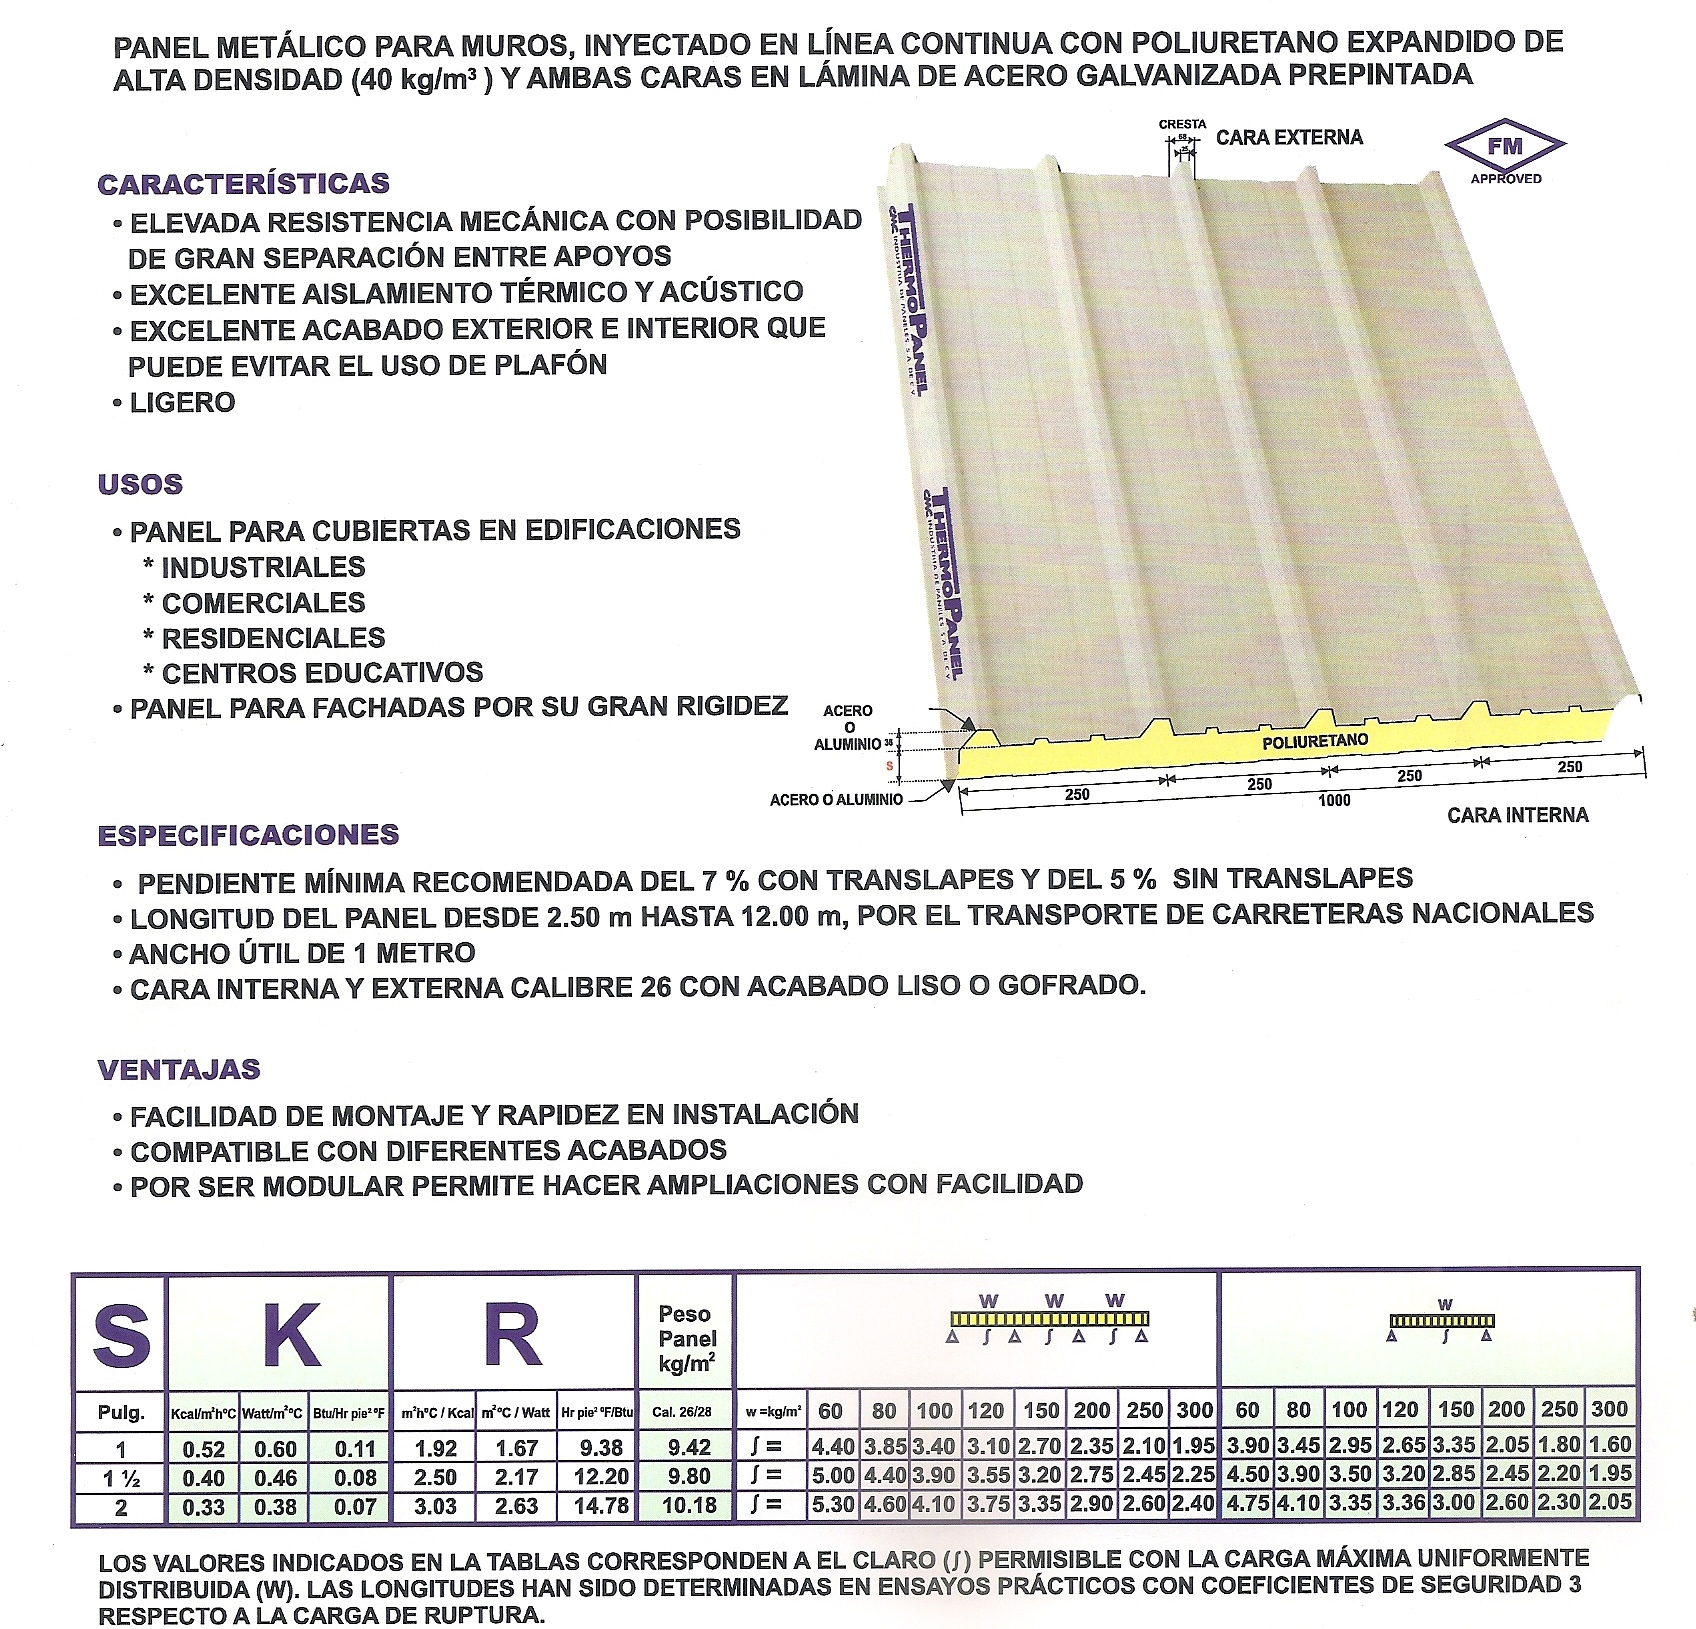 PANEL METÁLICO PARA MUROS, INYECTADO EN LÍNEA CONTINUA CON POLIURETANO EXPANDIDO DE
ALTA DENSIDAD (40 kg/m³ ) Y AMBAS CARAS EN LÁMINA DE ACERO GALVANIZADA PREPINTADA
CRESTA
68
25
CARA EXTERNA
FM
APPROVED
CARACTERÍSTICAS
• ELEVADA RESISTENCIA MECÁNICA CON POSIBILIDAD
DE GRAN SEPARACIÓN ENTRE APOYOS
• EXCELENTE AISLAMIENTO TÉRMICO Y ACÚSTICO
• EXCELENTE ACABADO EXTERIOR E INTERIOR QUE
PUEDE EVITAR EL USO DE PLAFÓN
• LIGERO
THERMOPANEL
GMC INDUSTRIA DE PANELES S.A. DE C.V.
THERMOPANEL
GMC INDUSTRIA DE PANELES S.A. DE C.V.
USOS
• PANEL PARA CUBIERTAS EN EDIFICACIONES
* INDUSTRIALES
* COMERCIALES
* RESIDENCIALES
* CENTROS EDUCATIVOS
• PANEL PARA FACHADAS POR SU GRAN RIGIDEZ
ACERO
O
ALUMINIO
S
ACERO O ALUMINIO
POLIURETANO
250
250
250
250
1000
CARA INTERNA
ESPECIFICACIONES
• PENDIENTE MÍNIMA RECOMENDADA DEL 7 % CON TRANSLAPES Y DEL 5 % SIN TRANSLAPES
• LONGITUD DEL PANEL DESDE 2.50 m HASTA 12.00 m, POR EL TRANSPORTE DE CARRETERAS NACIONALES
• ANCHO ÚTIL DE 1 METRO
• CARA INTERNA Y EXTERNA CALIBRE 26 CON ACABADO LISO O GOFRADO.
VENTAJAS
• FACILIDAD DE MONTAJE Y RAPIDEZ EN INSTALACIÓN
• COMPATIBLE CON DIFERENTES ACABADOS
• POR SER MODULAR PERMITE HACER AMPLIACIONES CON FACILIDAD
S K R Peso Panel kg/m² W W W W
∆ ∫ ∆ ∫ ∆ ∫ ∆ ∆ ∫ ∆
Pulg. Kcal/m²hºC Watt/m²ºC Btu/Hr pie² ºF m²hºC / Kcal m²ºC / Watt Hr pie² ºF/Btu Cal. 26/28 w =kg/m² 60 80 100 120 150 200 250 300 60 80 100 120 150 200 250 300
1 0.52 0.60 0.11 1.92 1.67 9.38 9.42 ∫ = 4.40 3.85 3.40 3.10 2.70 2.35 2.10 1.95 3.90 3.45 2.95 2.65 3.35 2.05 1.80 1.60
1 ½ 0.40 0.46 0.08 2.50 2.17 12.20 9.80 ∫ = 5.00 4.40 3.90 3.55 3.20 2.75 2.45 2.25 4.50 3.90 3.50 3.20 2.85 2.45 2.20 1.95
2 0.33 0.38 0.07 3.03 2.63 14.78 10.18 ∫ = 5.30 4.60 4.10 3.75 3.35 2.90 2.60 2.40 4.75 4.10 3.35 3.36 3.00 2.60 2.30 2.05
LOS VALORES INDICADOS EN LA TABLAS CORRESPONDEN A EL CLARO (∫) PERMISIBLE CON LA CARGA MÁXIMA UNIFORMENTE
DISTRIBUIDA (W). LAS LONGITUDES HAN SIDO DETERMINADAS EN ENSAYOS PRÁCTICOS CON COEFICIENTES DE SEGURIDAD 3
RESPECTO A LA CARGA DE RUPTURA.